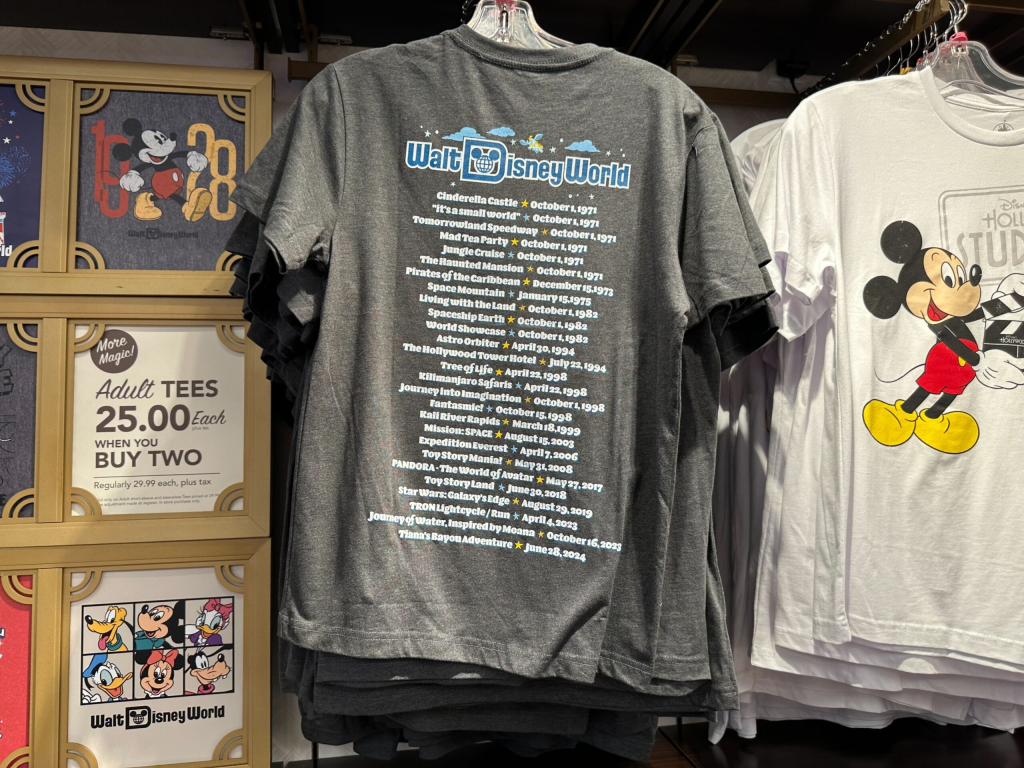 1928
Walt Disney World
More
Magic!
Adult TEES
25.00 Each
plus tax
WHEN YOU
BUY TWO
Regularly 29.99 each, plus tax
Walt Disney World
Walt Disney World
Cinderella Castle ★ October 1, 1971
"it's a small world" ★ October 1, 1971
Tomorrowland Speedway ★ October 1, 1971
Mad Tea Party ★ October 1, 1971
Jungle Cruise ★ October 1, 1971
The Haunted Mansion ★ October 1, 1971
Pirates of the Caribbean ★ December 15, 1973
Space Mountain ★ January 15, 1975
Living with the Land ★ October 1, 1982
Spaceship Earth ★ October 1, 1982
World Showcase ★ October 1, 1982
Astro Orbiter ★ April 30, 1994
The Hollywood Tower Hotel ★ July 22, 1994
Tree of Life ★ April 22, 1998
Kilimanjaro Safaris ★ April 22, 1998
Journey into Imagination ★ October 1, 1998
Fantasmic! ★ October 15, 1998
Kali River Rapids ★ March 18, 1999
Mission: SPACE ★ August 15, 2003
Expedition Everest ★ April 7, 2006
Toy Story Mania! ★ May 31, 2008
PANDORA - The World of Avatar ★ May 27, 2017
Toy Story Land ★ June 30, 2018
Star Wars: Galaxy's Edge ★ August 29, 2019
TRON Lightcycle / Run ★ April 4, 2023
Journey of Water, Inspired by Moana ★ October 16, 2023
Tiana's Bayou Adventure ★ June 28, 2024